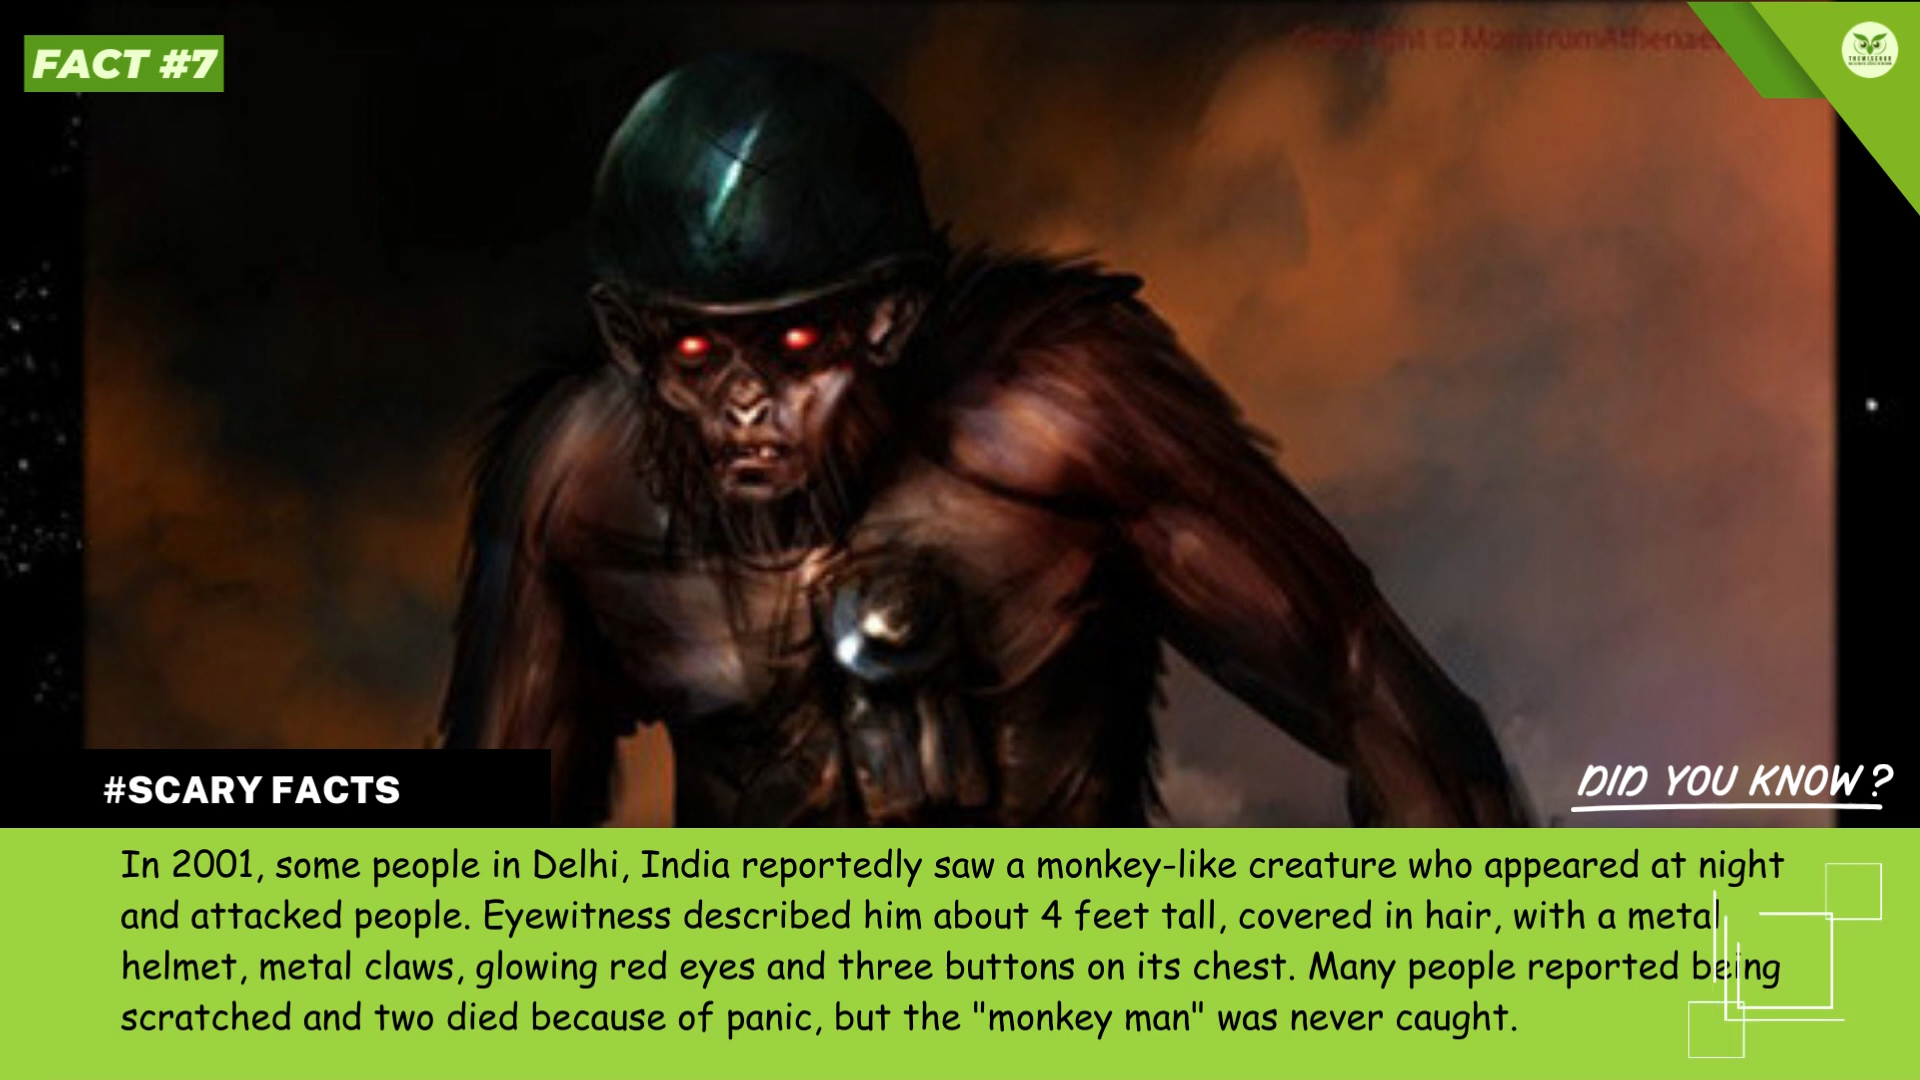 FACT #7
THEWISEBUB
#SCARY FACTS
DID YOU KNOW?
In 2001, some people in Delhi, India reportedly saw a monkey-like creature who appeared at night
and attacked people. Eyewitness described him about 4 feet tall, covered in hair, with a metal
helmet, metal claws, glowing red eyes and three buttons on its chest. Many people reported being
scratched and two died because of panic, but the "monkey man" was never caught.